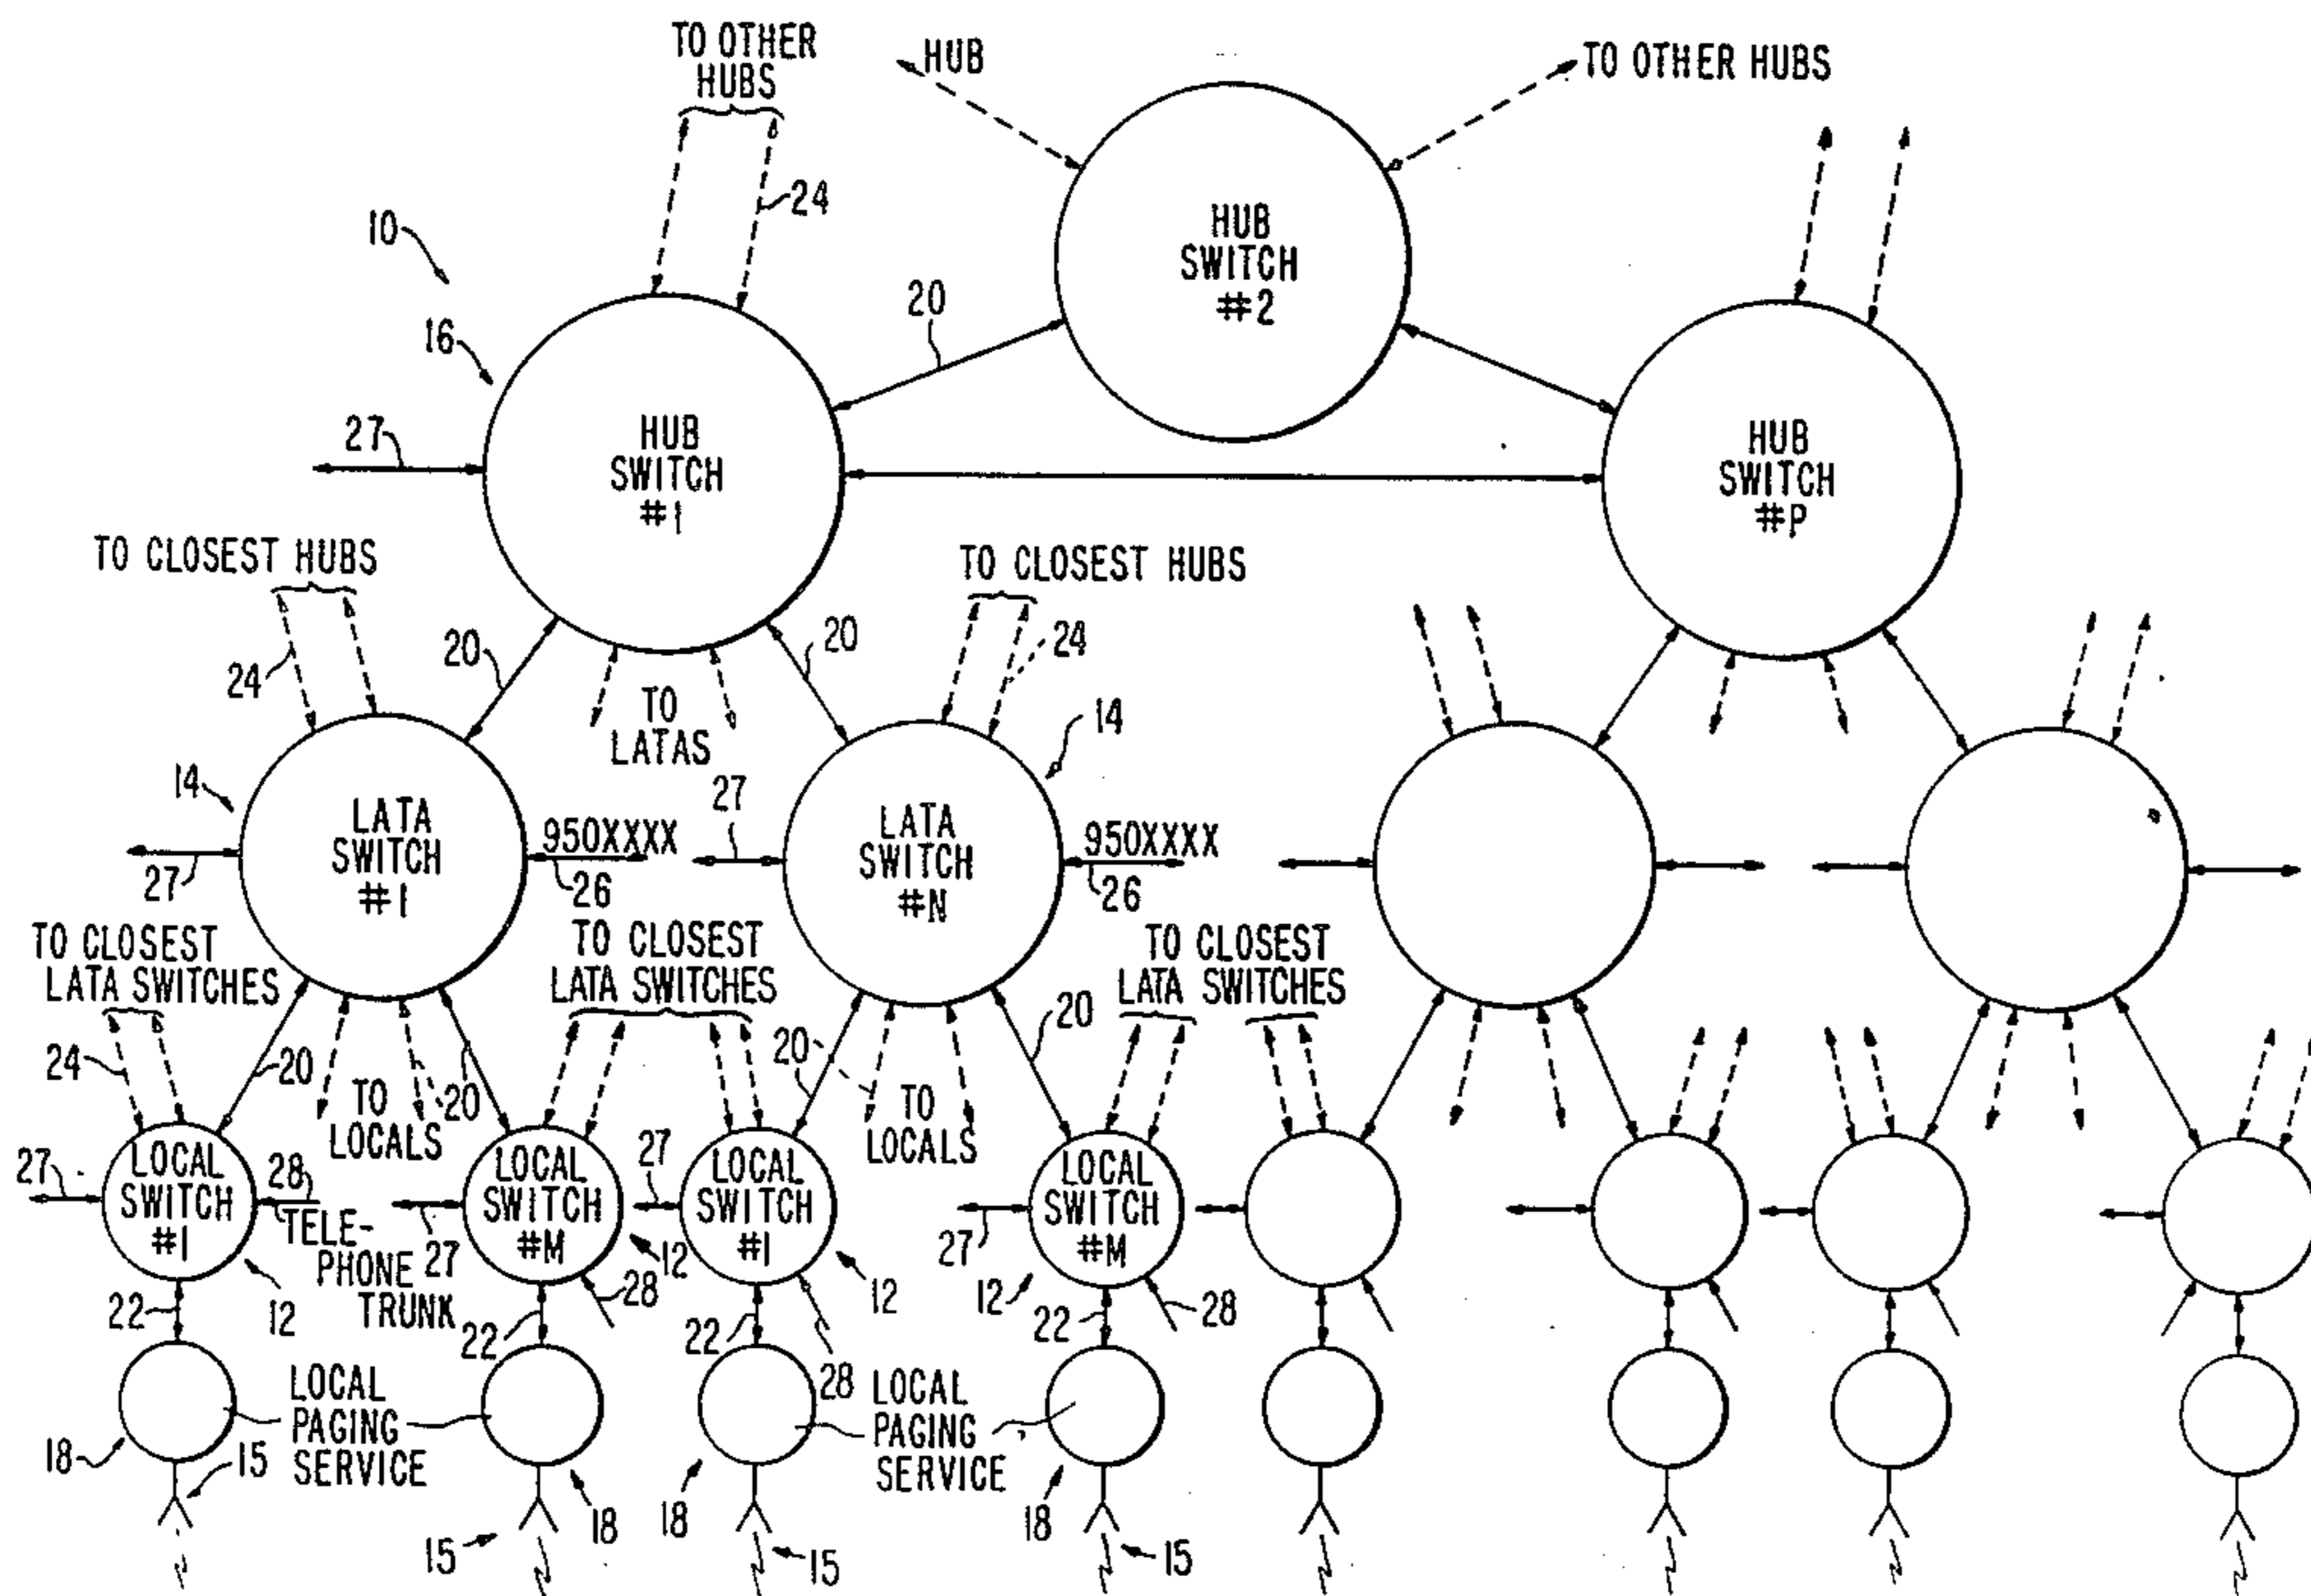 TO OTHER
HUBS
HUB
TO OTHER HUBS
24
10
HUB
SWITCH
#2
20
16
27
HUB
SWITCH
#1
HUB
SWITCH
#P
TO CLOSEST HUBS
TO CLOSEST HUBS
24
20
20
24
TO
LATAS
14
14
27
LATA
SWITCH
#1
950XXXX
26
27
LATA
SWITCH
#N
950XXXX
26
TO CLOSEST
LATA SWITCHES
TO CLOSEST
LATA SWITCHES
TO CLOSEST
LATA SWITCHES
24
20
20
20
20
TO
LOCALS
TO
LOCALS
27
LOCAL
SWITCH
#1
28
TELE-
PHONE
TRUNK
27
LOCAL
SWITCH
#M
27
LOCAL
SWITCH
#1
27
LOCAL
SWITCH
#M
12
12
12
12
28
28
28
22
22
22
22
LOCAL
PAGING
SERVICE
LOCAL
PAGING
SERVICE
18
15
18
15
18
15
18
15